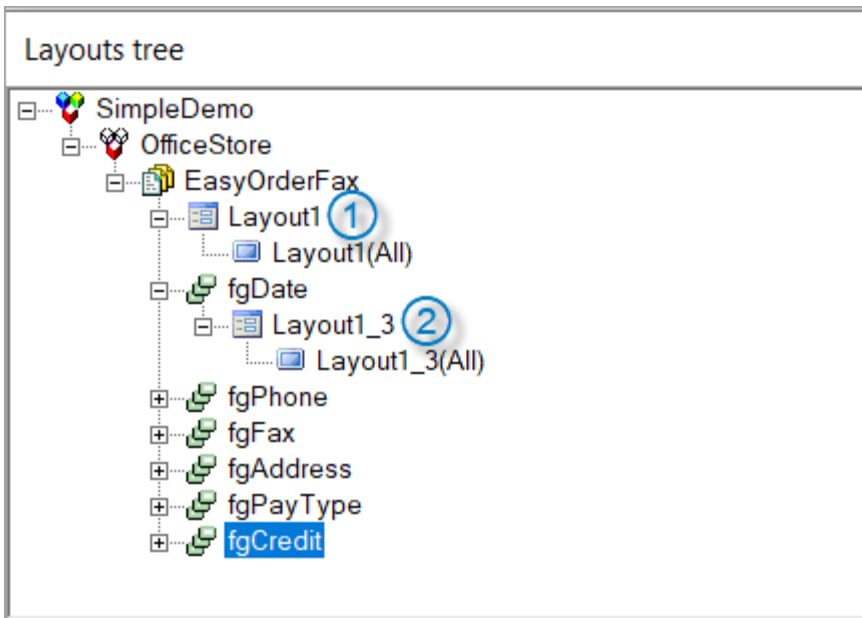 Layouts tree
SimpleDemo
OfficeStore
EasyOrderFax
Layout1 1
Layout1(All)
fgDate
Layout1_3 2
Layout1_3(All)
fgPhone
fgFax
fgAddress
fgPayType
fgCredit